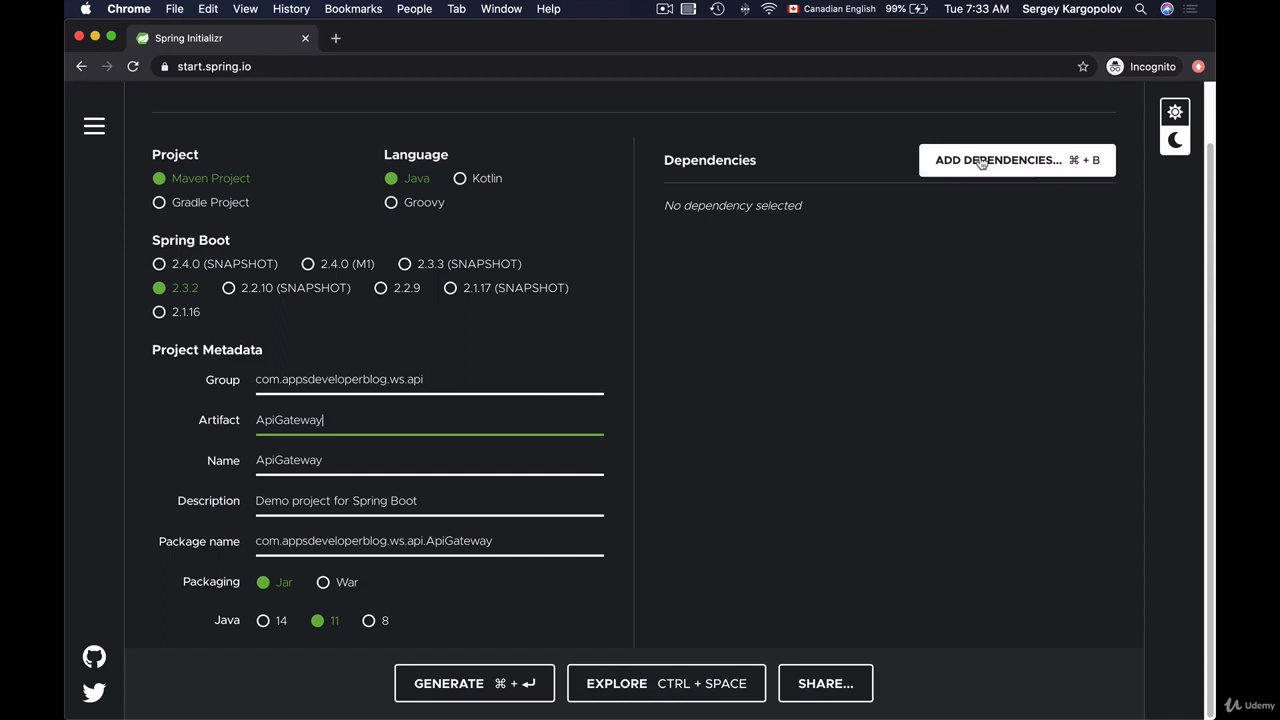 Chrome File Edit View History Bookmarks People Tab Window Help Canadian English 99% Tue 7:33 AM Sergey Kargopolov
Spring Initializr
start.spring.io Incognito
Project
Maven Project
Gradle Project
Language
Java Kotlin
Groovy
Spring Boot
2.4.0 (SNAPSHOT) 2.4.0 (M1) 2.3.3 (SNAPSHOT)
2.3.2 2.2.10 (SNAPSHOT) 2.2.9 2.1.17 (SNAPSHOT)
2.1.16
Project Metadata
Group com.appsdeveloperblog.ws.api
Artifact ApiGateway
Name ApiGateway
Description Demo project for Spring Boot
Package name com.appsdeveloperblog.ws.api.ApiGateway
Packaging Jar War
Java 14 11 8
Dependencies ADD DEPENDENCIES... ⌘ + B
No dependency selected
GENERATE ⌘ + ↵ EXPLORE CTRL + SPACE SHARE...
Udemy